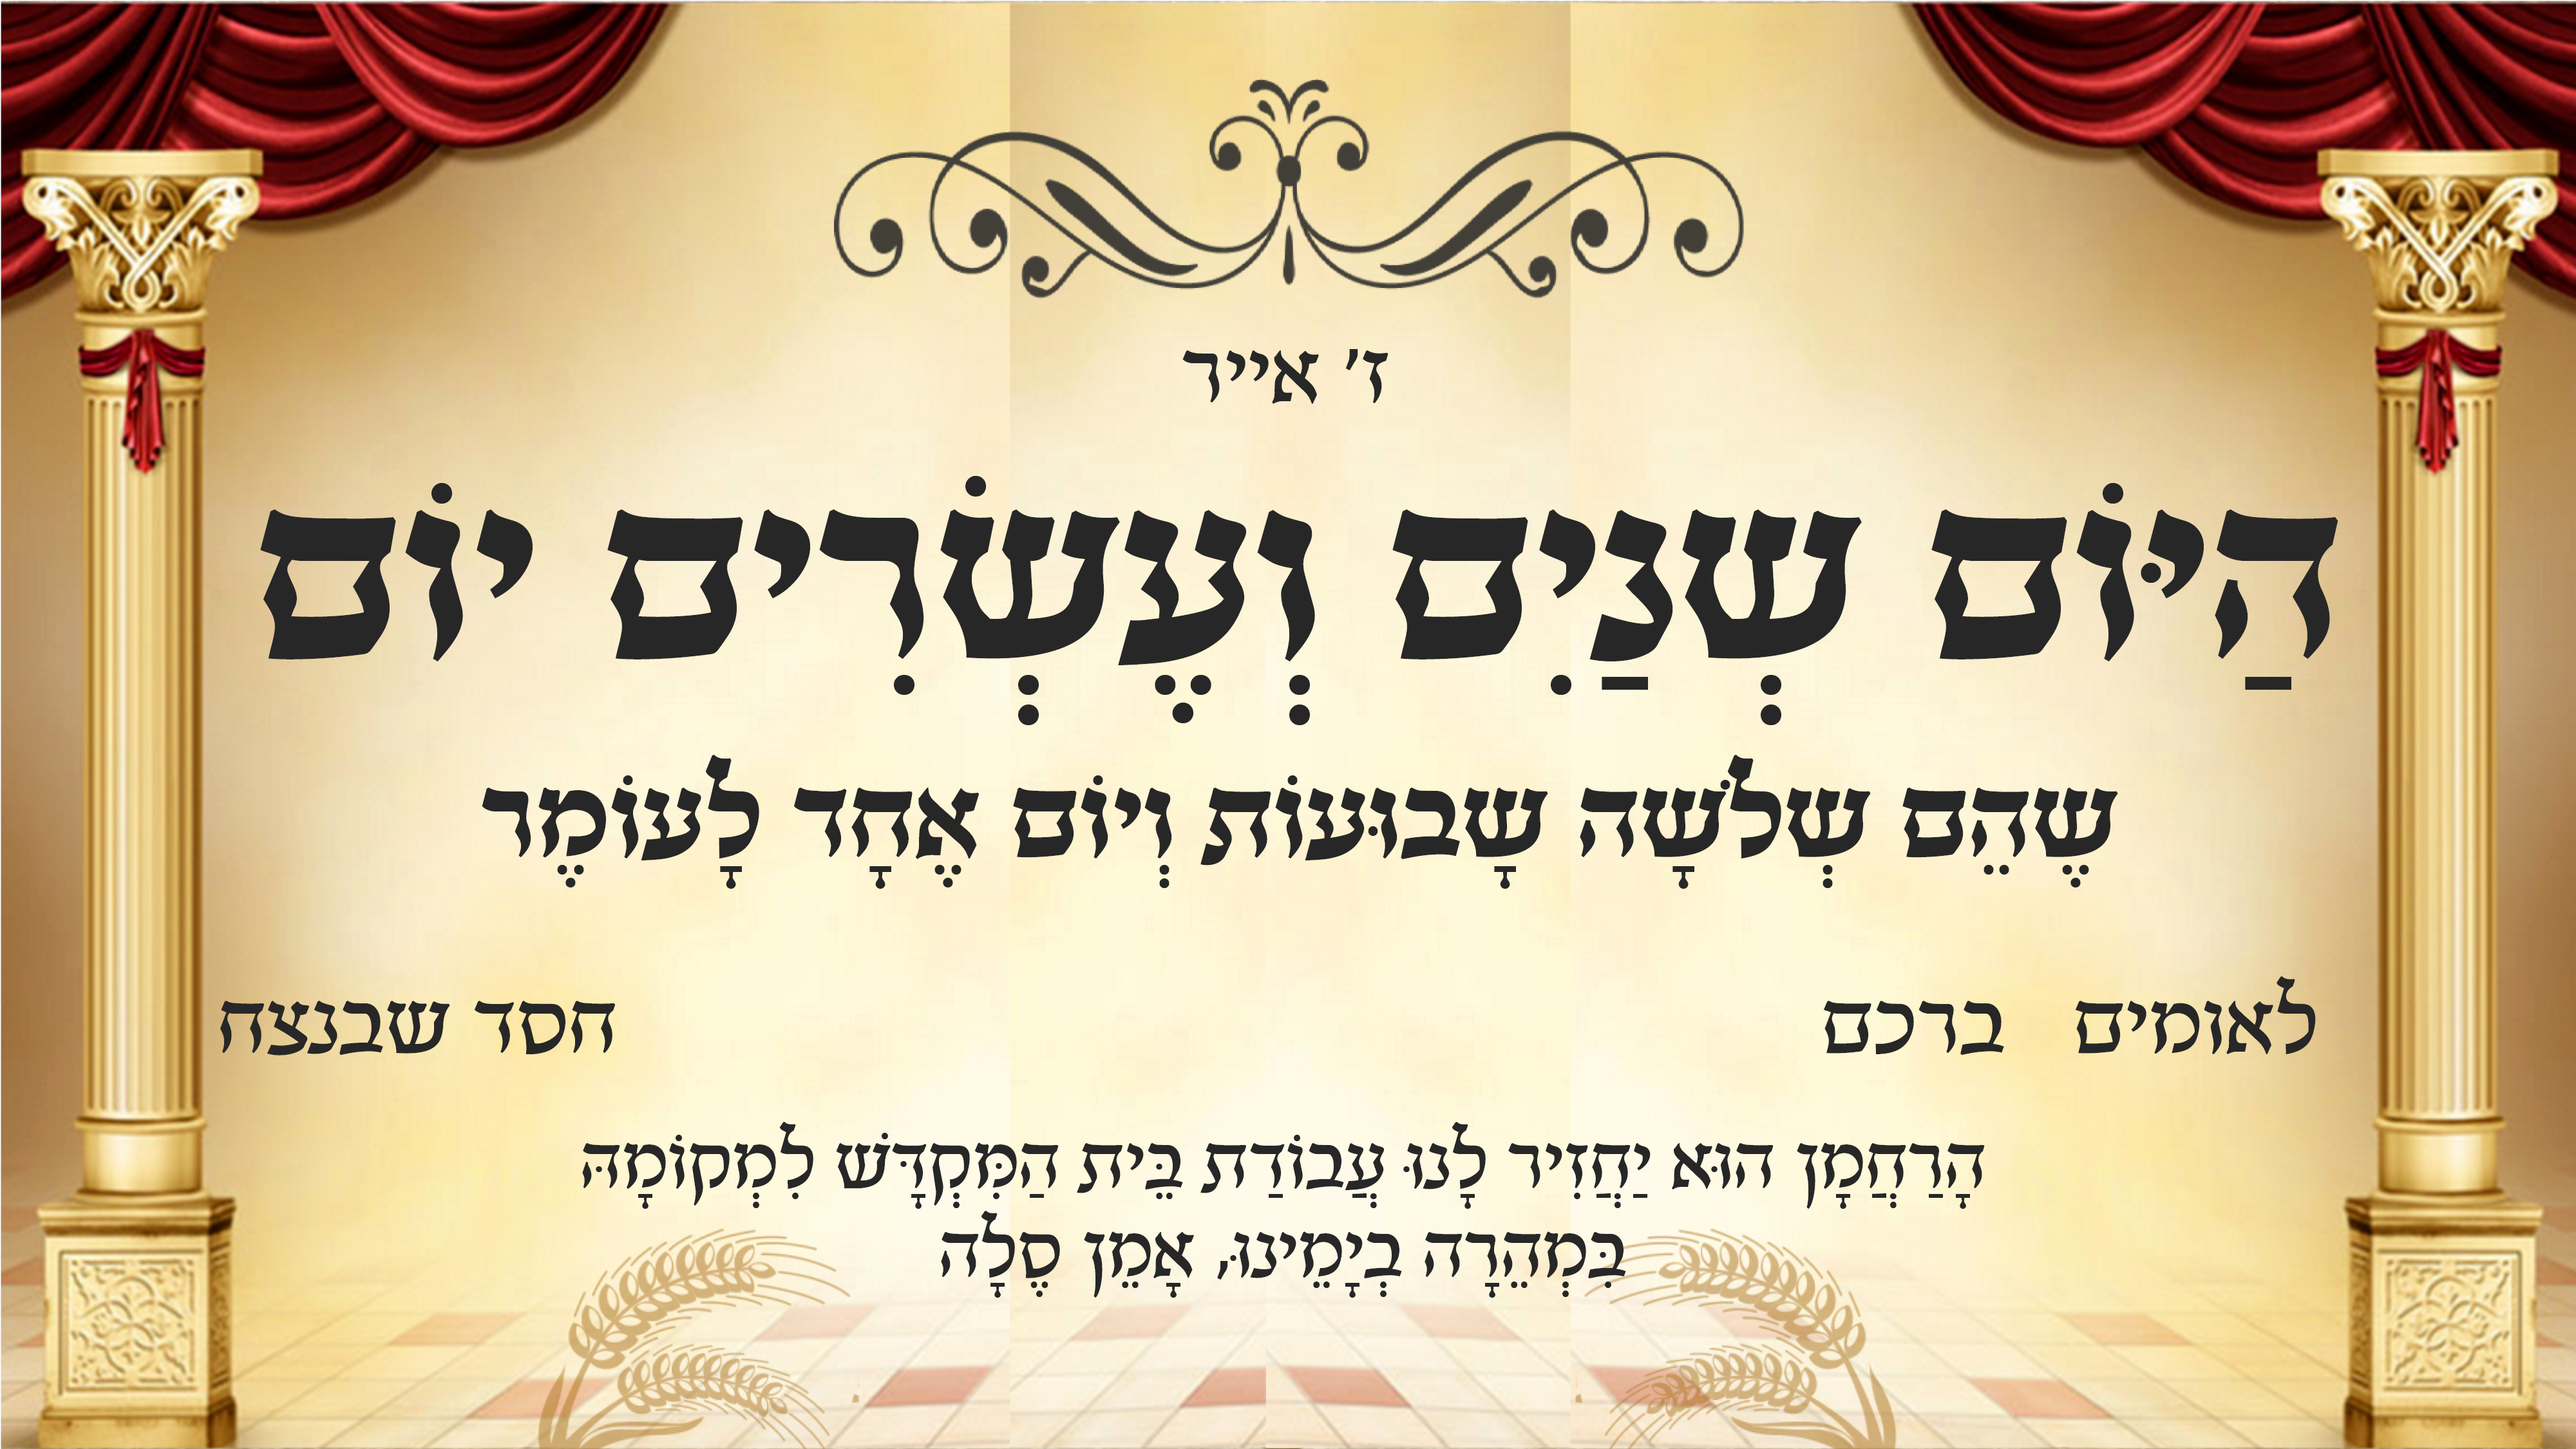 ז' אייר
הַיּוֹם שְׁנַיִם וְעֶשְׂרִים יוֹם
שֶׁהֵם שְׁלֹשָׁה שָׁבוּעוֹת וְיוֹם אֶחָד לָעוֹמֶר
לאומים ברכם חסד שבנצח
הָרַחֲמָן הוּא יַחֲזִיר לָנוּ עֲבוֹדַת בֵּית הַמִּקְדָּשׁ לִמְקוֹמָהּ
בִּמְהֵרָה בְיָמֵינוּ, אָמֵן סֶלָה